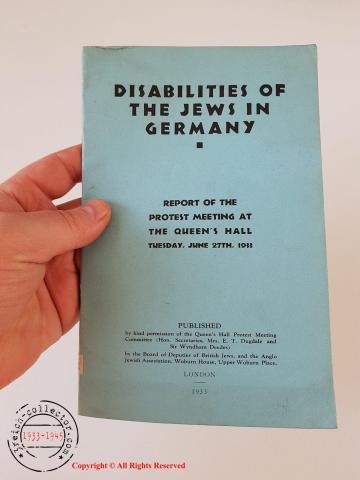 DISABILITIES OF
THE JEWS IN
GERMANY
REPORT OF THE
PROTEST MEETING AT
THE QUEEN'S HALL
TUESDAY, JUNE 27TH, 1933
PUBLISHED
by kind permission of the Queen's Hall Protest Meeting
Committee (Hon. Secretaries, Mrs. E. T. Dugdale and
Sir Wyndham Deedes)
by the Board of Deputies of British Jews, and the Anglo
Jewish Association, Woburn House, Upper Woburn Place.
LONDON
1933
3reich-collector.com
1933-1945
Copyright © All Rights Reserved